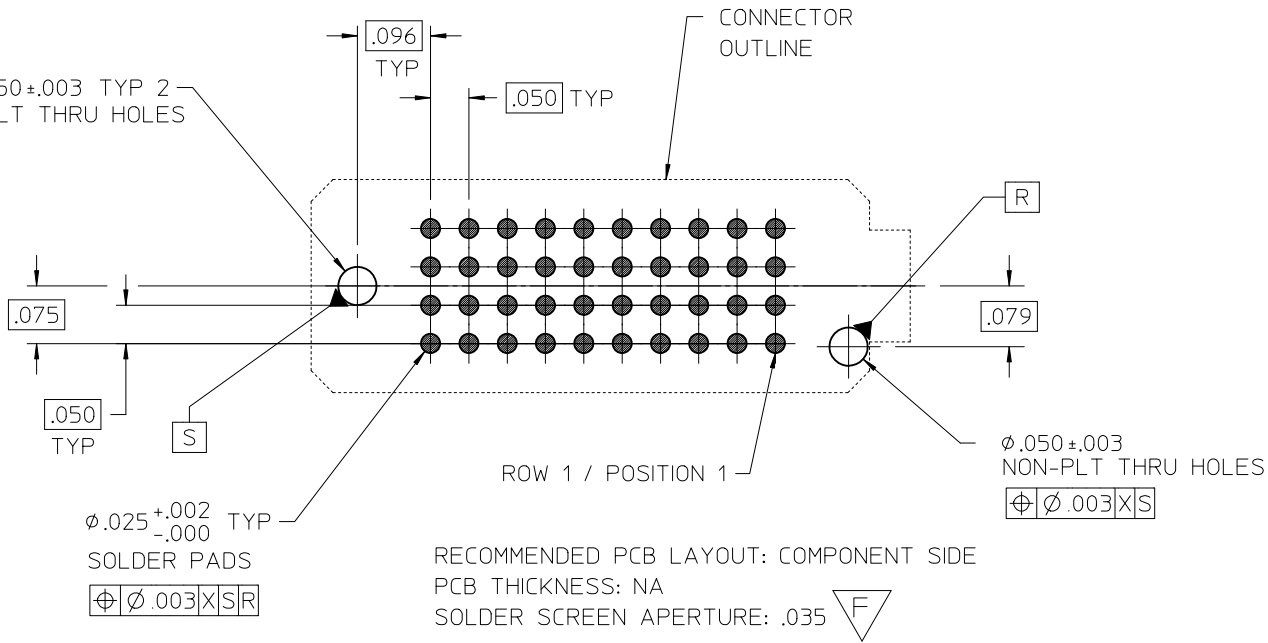 .096
TYP
CONNECTOR
OUTLINE
50±.003 TYP 2
LT THRU HOLES
.050 TYP
R
.075
.079
.050
TYP
S
ROW 1 / POSITION 1
⌀.050±.003
NON-PLT THRU HOLES
⌖ ⌀.003 X S
⌀.025 +.002 -.000 TYP
SOLDER PADS
⌖ ⌀.003 X S R
RECOMMENDED PCB LAYOUT: COMPONENT SIDE
PCB THICKNESS: NA
SOLDER SCREEN APERTURE: .035
F